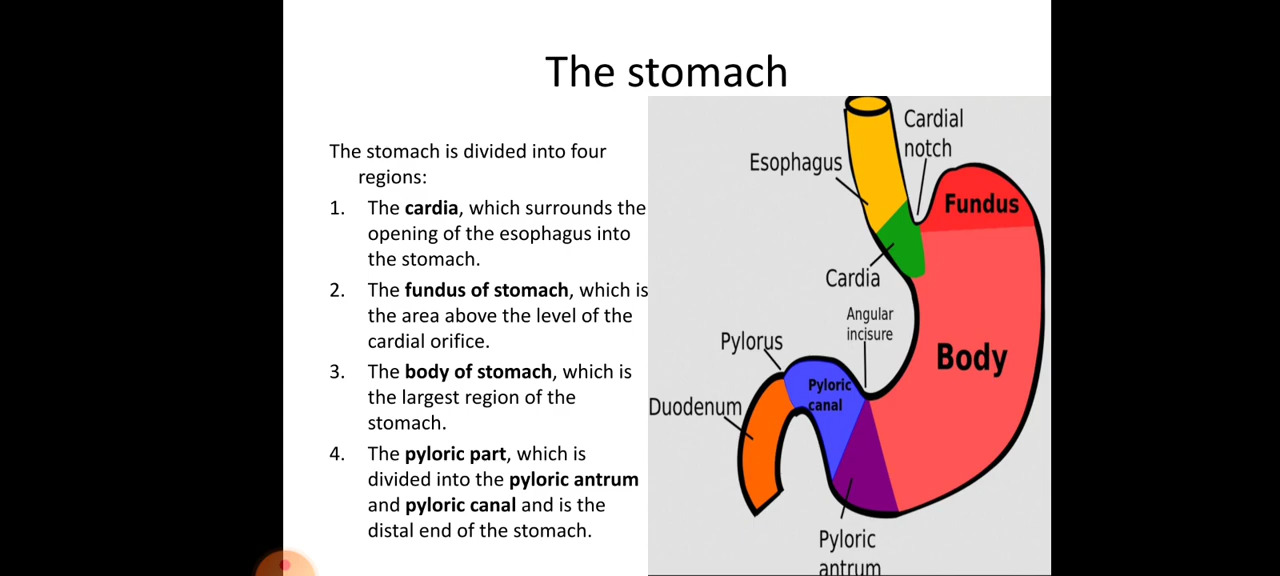 The stomach
The stomach is divided into four
regions:
1. The cardia, which surrounds the
opening of the esophagus into
the stomach.
2. The fundus of stomach, which is
the area above the level of the
cardial orifice.
3. The body of stomach, which is
the largest region of the
stomach.
4. The pyloric part, which is
divided into the pyloric antrum
and pyloric canal and is the
distal end of the stomach.
Cardial
notch
Esophagus
Fundus
Cardia
Angular
incisure
Pylorus
Body
Pyloric
canal
Duodenum
Pyloric
antrum